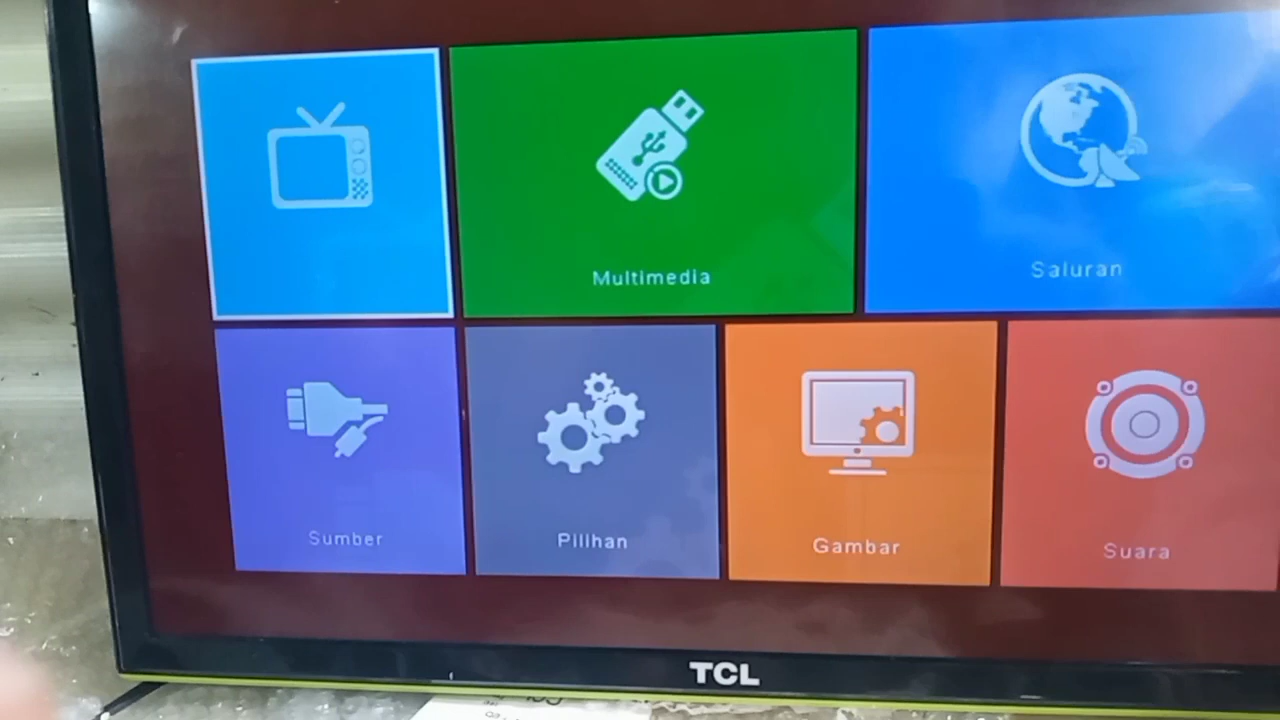 Multimedia
Saluran
Sumber
Pilihan
Gambar
Suara
TCL